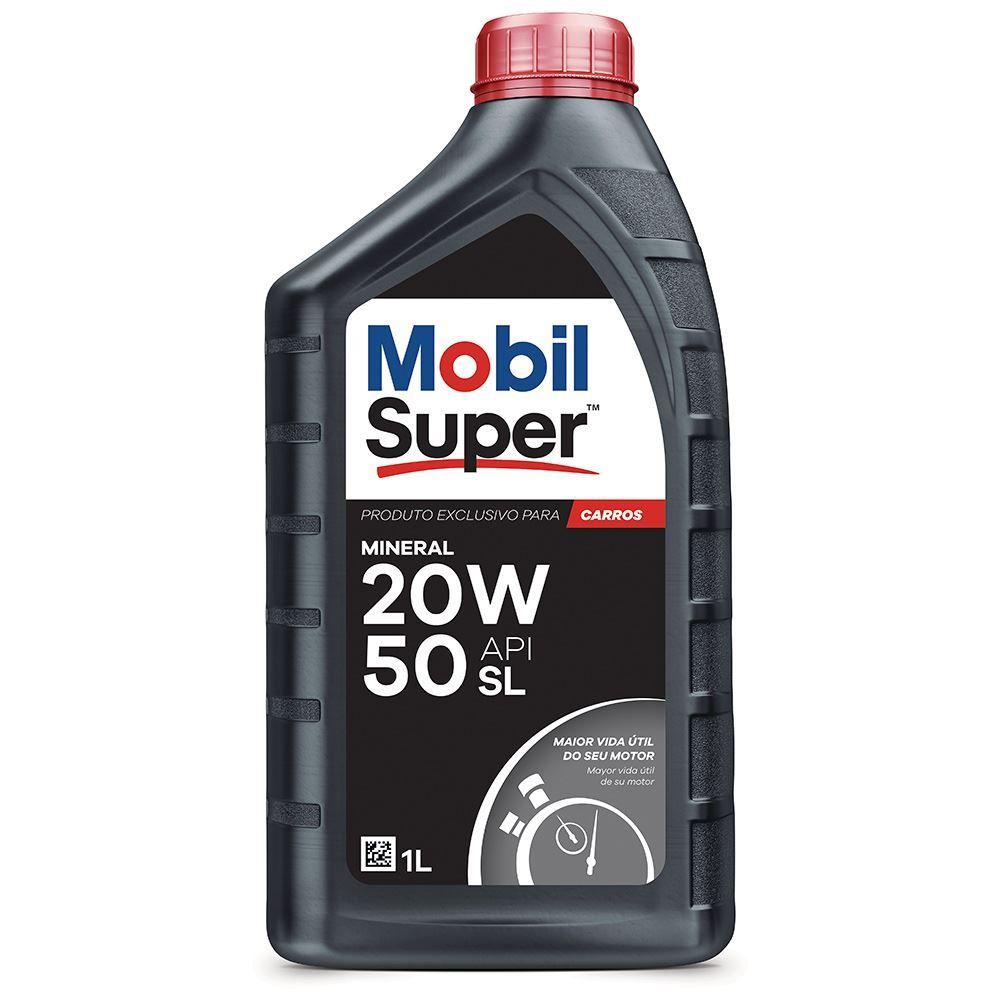 Mobil
Super™
PRODUTO EXCLUSIVO PARA CARROS
MINERAL
20W
50 API
SL
MAIOR VIDA ÚTIL
DO SEU MOTOR
Mayor vida útil
de su motor
1L